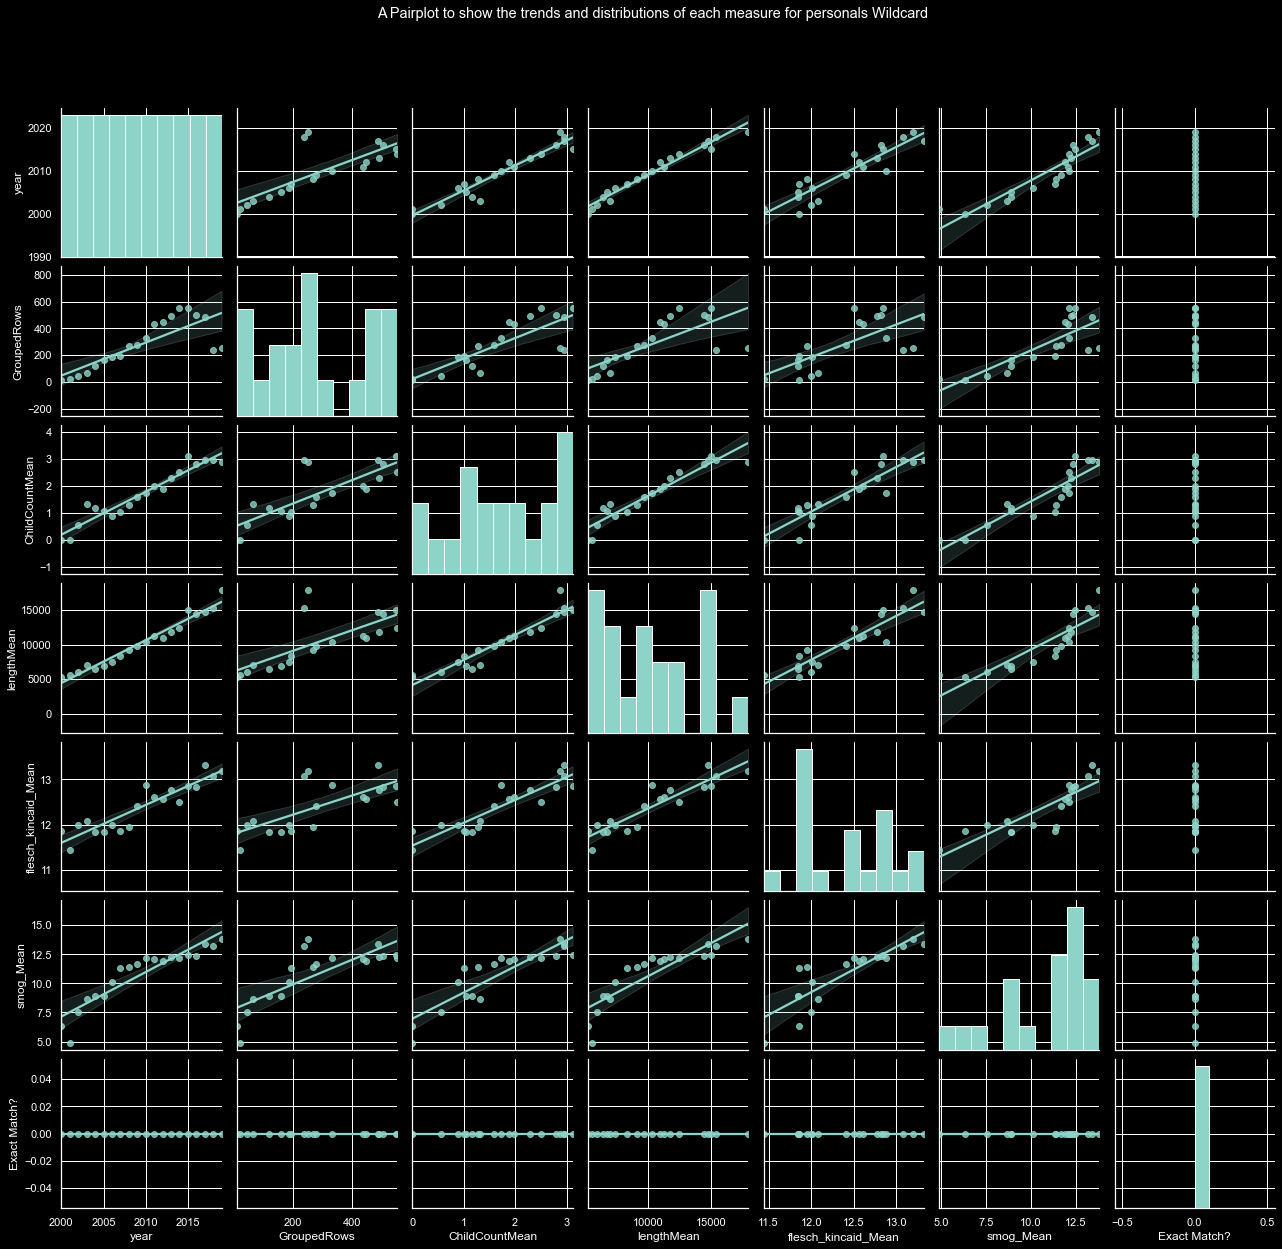 A Pairplot to show the trends and distributions of each measure for personals Wildcard
2020
2010
2000
1990
year
800
600
400
200
0
−200
GroupedRows
4
3
2
1
0
−1
ChildCountMean
15000
10000
5000
0
lengthMean
13
12
11
flesch_kincaid_Mean
15.0
12.5
10.0
7.5
5.0
smog_Mean
0.04
0.02
0.00
−0.02
−0.04
Exact Match?
2000 2005 2010 2015
year
200 400
GroupedRows
0 1 2 3
ChildCountMean
10000 15000
lengthMean
11.5 12.0 12.5 13.0
flesch_kincaid_Mean
5.0 7.5 10.0 12.5
smog_Mean
−0.5 0.0 0.5
Exact Match?